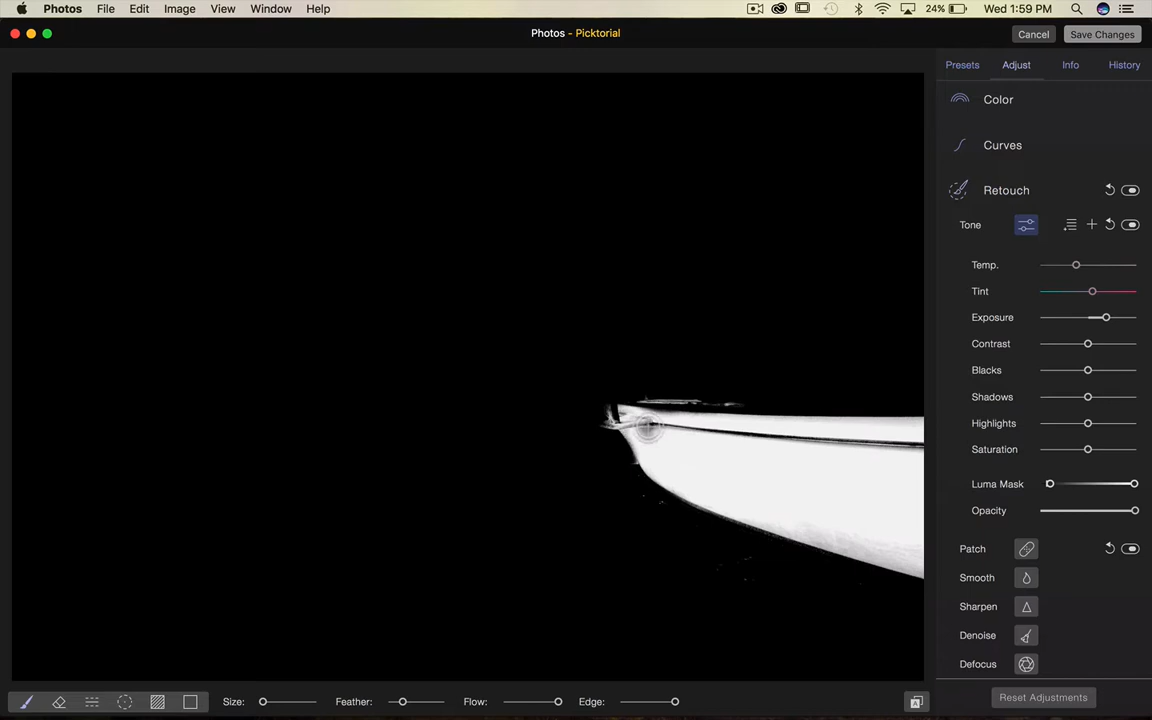 Photos File Edit Image View Window Help 24% Wed 1:59 PM
Photos - Picktorial Cancel Save Changes
Presets Adjust Info History
Color
Curves
Retouch
Tone
Temp.
Tint
Exposure
Contrast
Blacks
Shadows
Highlights
Saturation
Luma Mask
Opacity
Patch
Smooth
Sharpen
Denoise
Defocus
Size: Feather: Flow: Edge: A Reset Adjustments